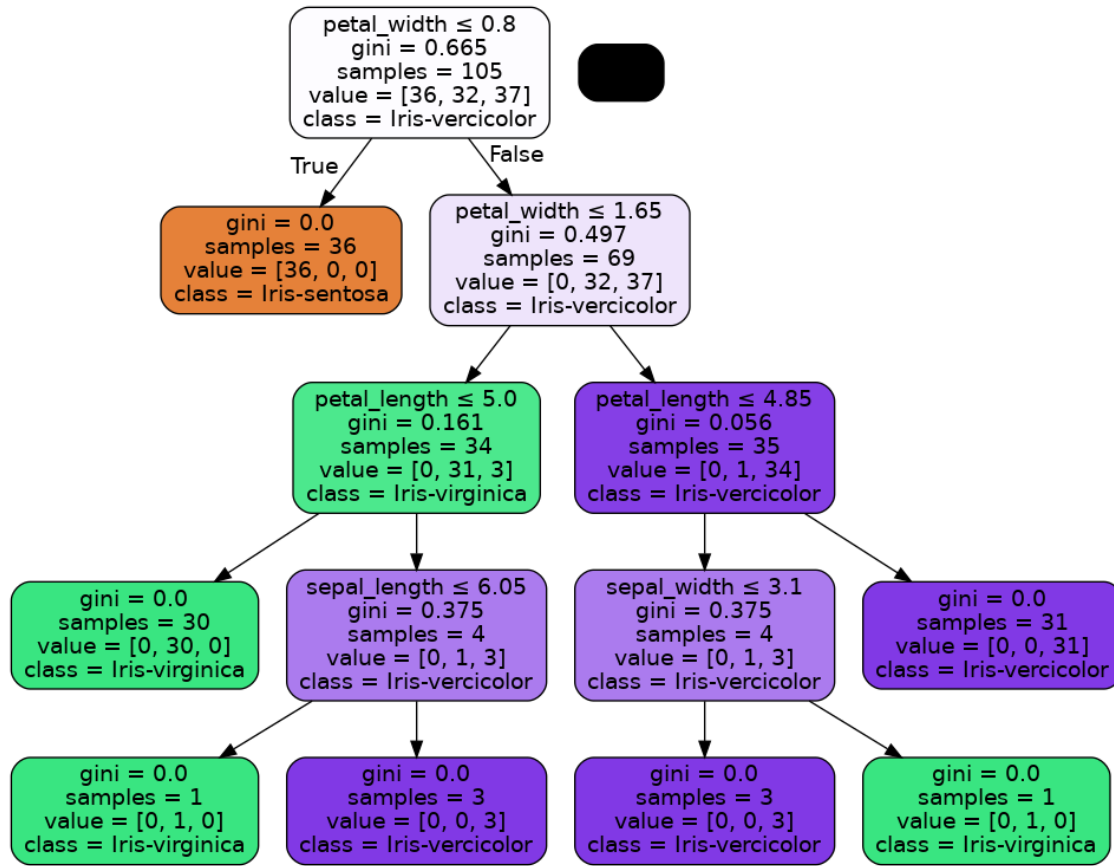 petal_width ≤ 0.8
gini = 0.665
samples = 105
value = [36, 32, 37]
class = Iris-vercicolor
True
False
gini = 0.0
samples = 36
value = [36, 0, 0]
class = Iris-sentosa
petal_width ≤ 1.65
gini = 0.497
samples = 69
value = [0, 32, 37]
class = Iris-vercicolor
petal_length ≤ 5.0
gini = 0.161
samples = 34
value = [0, 31, 3]
class = Iris-virginica
petal_length ≤ 4.85
gini = 0.056
samples = 35
value = [0, 1, 34]
class = Iris-vercicolor
gini = 0.0
samples = 30
value = [0, 30, 0]
class = Iris-virginica
sepal_length ≤ 6.05
gini = 0.375
samples = 4
value = [0, 1, 3]
class = Iris-vercicolor
sepal_width ≤ 3.1
gini = 0.375
samples = 4
value = [0, 1, 3]
class = Iris-vercicolor
gini = 0.0
samples = 31
value = [0, 0, 31]
class = Iris-vercicolor
gini = 0.0
samples = 1
value = [0, 1, 0]
class = Iris-virginica
gini = 0.0
samples = 3
value = [0, 0, 3]
class = Iris-vercicolor
gini = 0.0
samples = 3
value = [0, 0, 3]
class = Iris-vercicolor
gini = 0.0
samples = 1
value = [0, 1, 0]
class = Iris-virginica